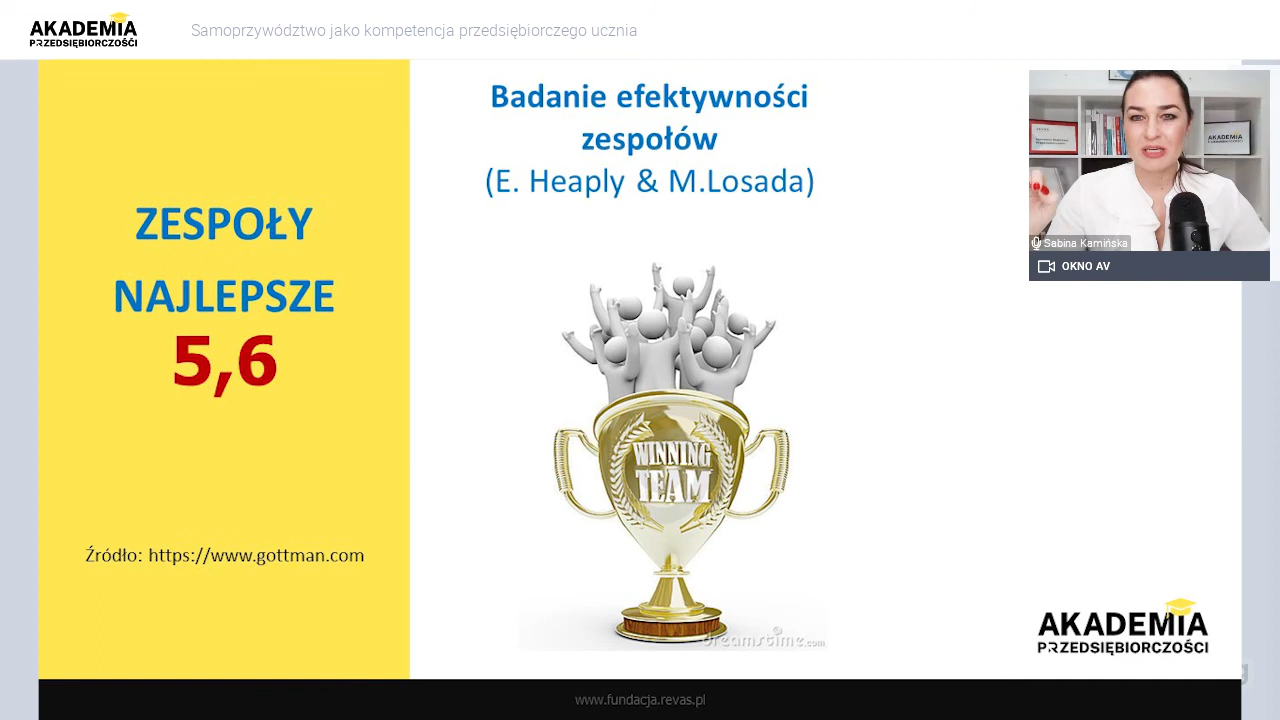 AKADEMIA
PRZEDSIĘBIORCZOŚCI
Samoprzywództwo jako kompetencja przedsiębiorczego ucznia
Badanie efektywności
zespołów
(E. Heaply & M.Losada)
ZESPOŁY
NAJLEPSZE
5,6
Źródło: https://www.gottman.com
WINNING
TEAM
dreamstime.com
AKADEMIA
Sabina Kamińska
OKNO AV
AKADEMIA
PRZEDSIĘBIORCZOŚCI
www.fundacja.revas.pl